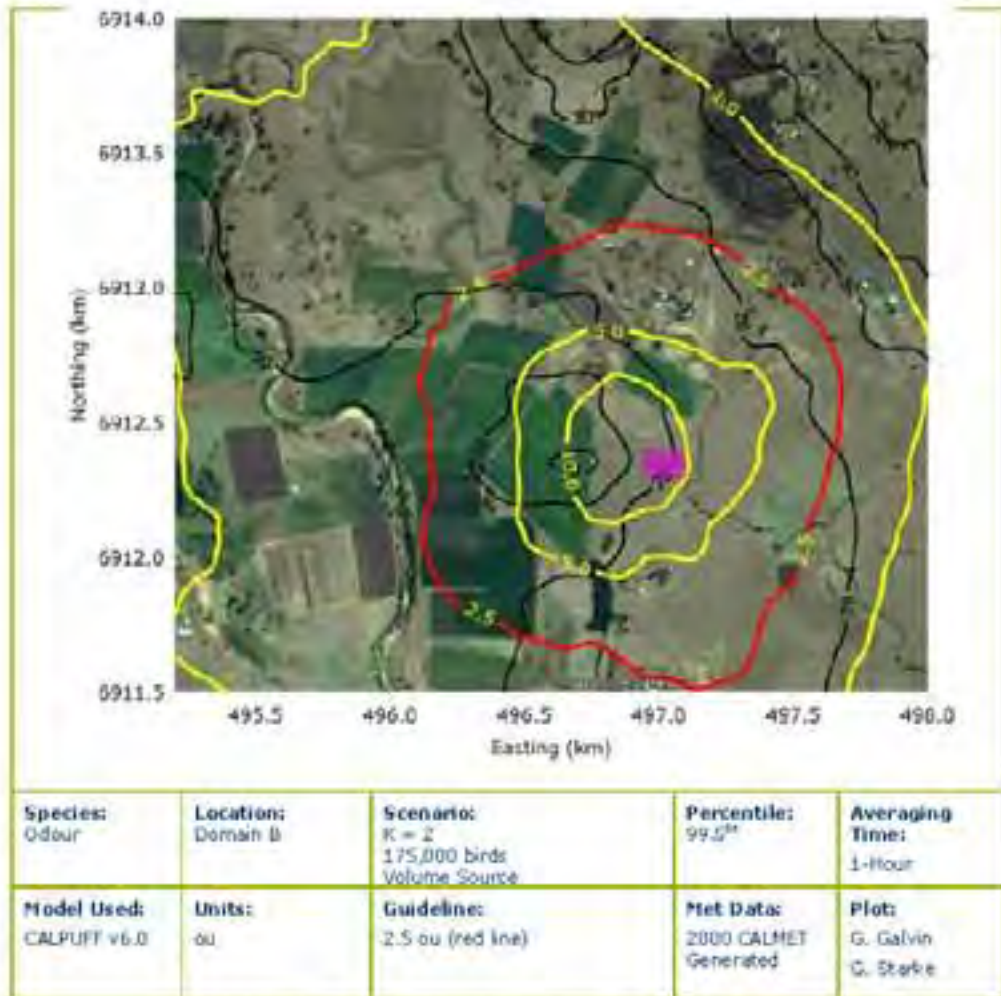 6914.0
6913.5
6912.0
6912.5
6912.0
6911.5
Northing (km)
2.5
5.0
10.0
2.5
2.5
495.5 496.0 496.5 497.0 497.5 498.0
Easting (km)
Species:
Odour
Location:
Domain B
Scenario:
K = 2
175,000 birds
Volume Source
Percentile:
99.5th
Averaging
Time:
1-Hour
Model Used:
CALPUFF v6.0
Units:
ou
Guideline:
2.5 ou (red line)
Met Data:
2000 CALMET
Generated
Plot:
G. Galvin
G. Starke